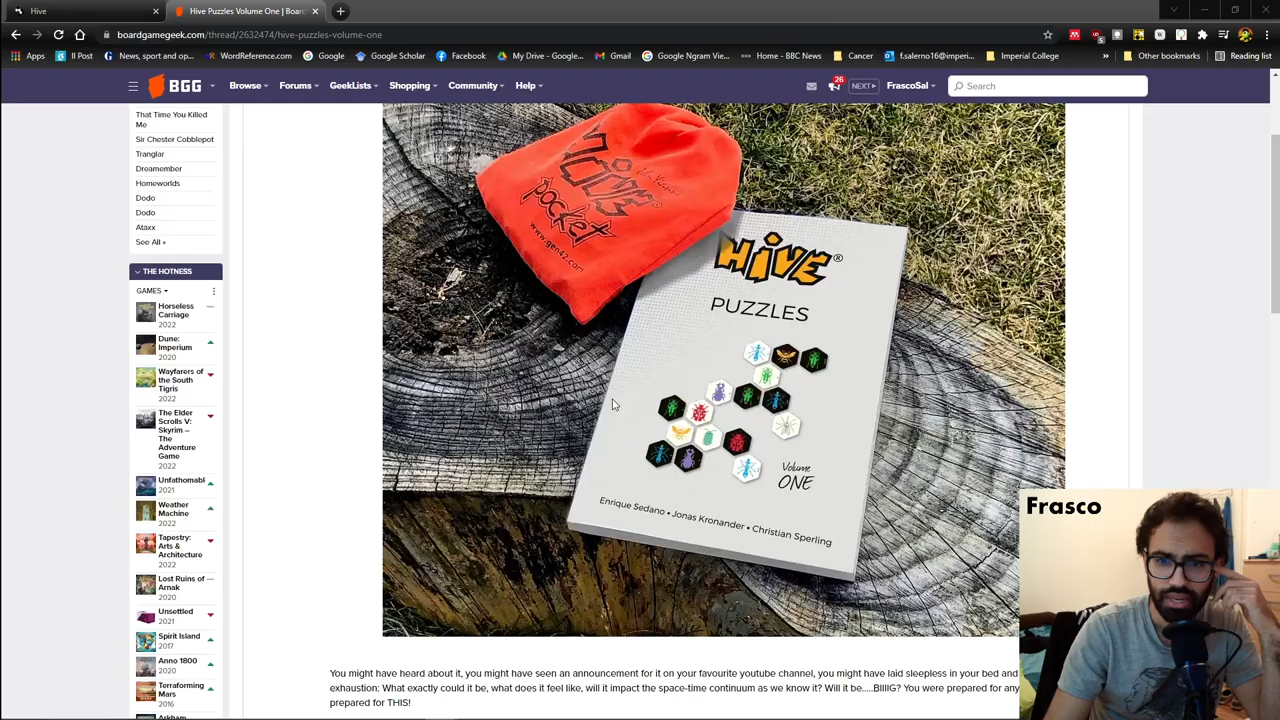 Hive
Hive Puzzles Volume One | Boar
boardgamegeek.com/thread/2632474/hive-puzzles-volume-one
Apps
Il Post
News, sport and op...
WordReference.com
Google
Google Scholar
Facebook
My Drive - Google...
Gmail
Google Ngram Vie...
Home - BBC News
Cancer
f.salerno16@imperi...
Imperial College
Other bookmarks
Reading list
BGG
Browse
Forums
GeekLists
Shopping
Community
Help
26
NEXT
FrascoSal
Search
That Time You Killed
Me
Sir Chester Cobblepot
Tranglar
Dreamember
Homeworlds
Dodo
Dodo
Ataxx
See All »
THE HOTNESS
GAMES
Horseless
Carriage
2022
Dune:
Imperium
2020
Wayfarers of
the South
Tigris
2022
The Elder
Scrolls V:
Skyrim –
The
Adventure
Game
2022
Unfathomabl
2021
Weather
Machine
2022
Tapestry:
Arts &
Architecture
2022
Lost Ruins of
Arnak
2020
Unsettled
2021
Spirit Island
2017
Anno 1800
2020
Terraforming
Mars
2016
Arkham
hive
pocket
www.gen42.com
HIVE®
PUZZLES
Volume
ONE
Enrique Sedano • Jonas Kronander • Christian Sperling
Frasco
You might have heard about it, you might have seen an announcement for it on your favourite youtube channel, you might have laid sleepless in your bed and
exhaustion: What exactly could it be, what does it feel like, will it impact the space-time continuum as we know it? Will it be.....BIIIIG? You were prepared for any
prepared for THIS!